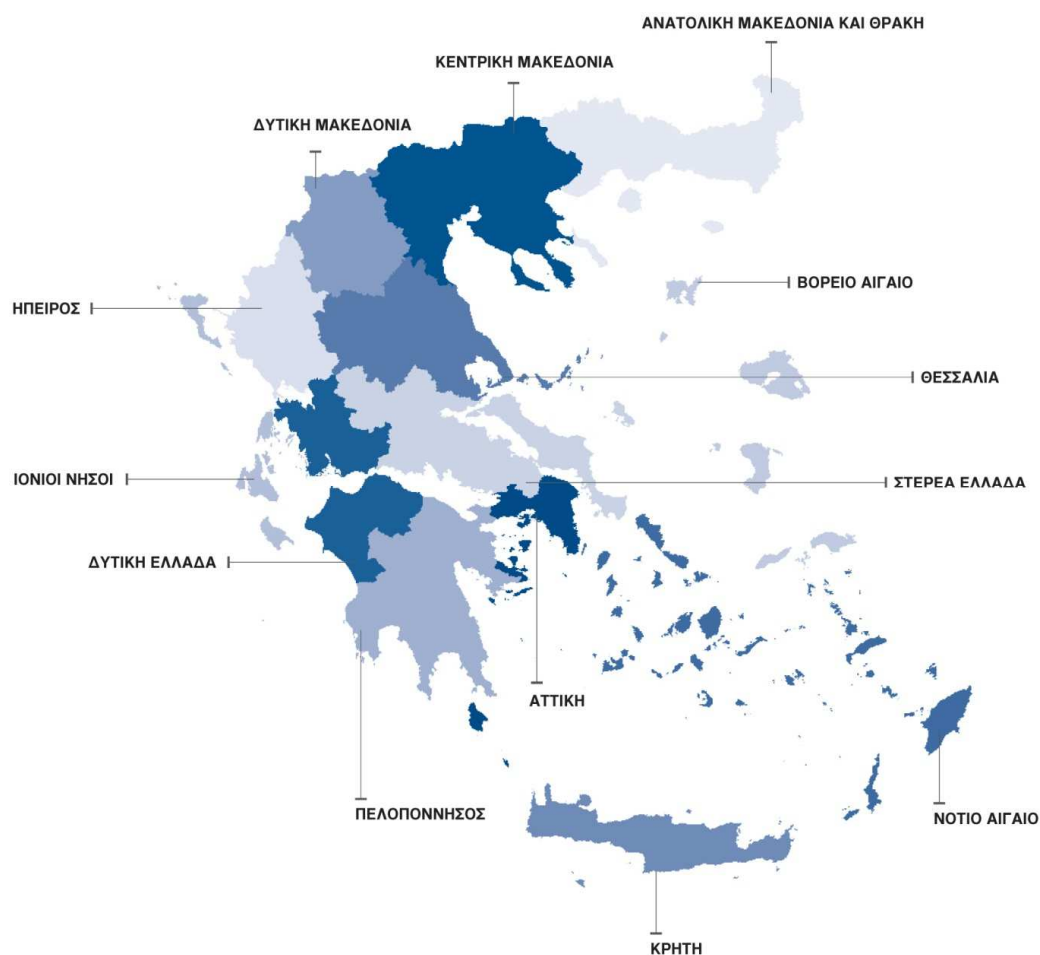 ΑΝΑΤΟΛΙΚΗ ΜΑΚΕΔΟΝΙΑ ΚΑΙ ΘΡΑΚΗ
ΚΕΝΤΡΙΚΗ ΜΑΚΕΔΟΝΙΑ
ΔΥΤΙΚΗ ΜΑΚΕΔΟΝΙΑ
ΒΟΡΕΙΟ ΑΙΓΑΙΟ
ΗΠΕΙΡΟΣ
ΘΕΣΣΑΛΙΑ
ΙΟΝΙΟΙ ΝΗΣΟΙ
ΣΤΕΡΕΑ ΕΛΛΑΔΑ
ΔΥΤΙΚΗ ΕΛΛΑΔΑ
ΑΤΤΙΚΗ
ΠΕΛΟΠΟΝΝΗΣΟΣ
ΝΟΤΙΟ ΑΙΓΑΙΟ
ΚΡΗΤΗ